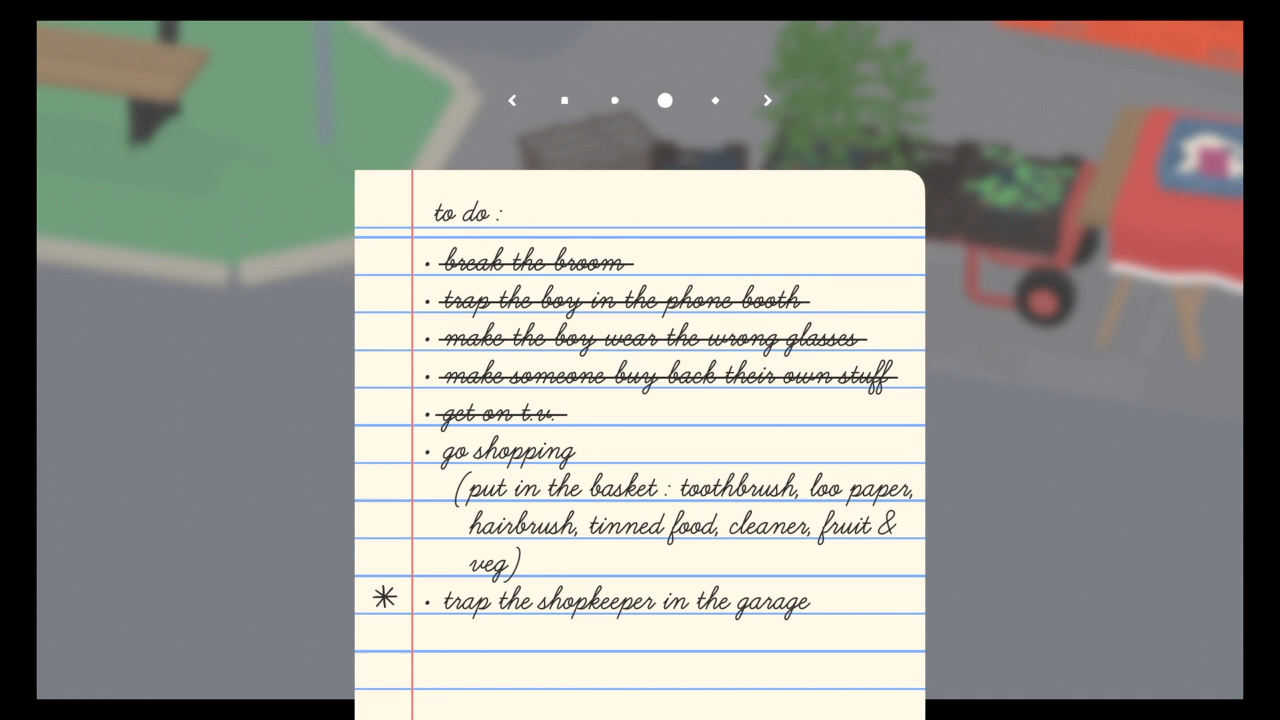 to do :
• break the broom
• trap the boy in the phone booth
• make the boy wear the wrong glasses
• make someone buy back their own stuff
• get on t.v.
• go shopping
(put in the basket : toothbrush, loo paper,
hairbrush, tinned food, cleaner, fruit &
veg)
• trap the shopkeeper in the garage